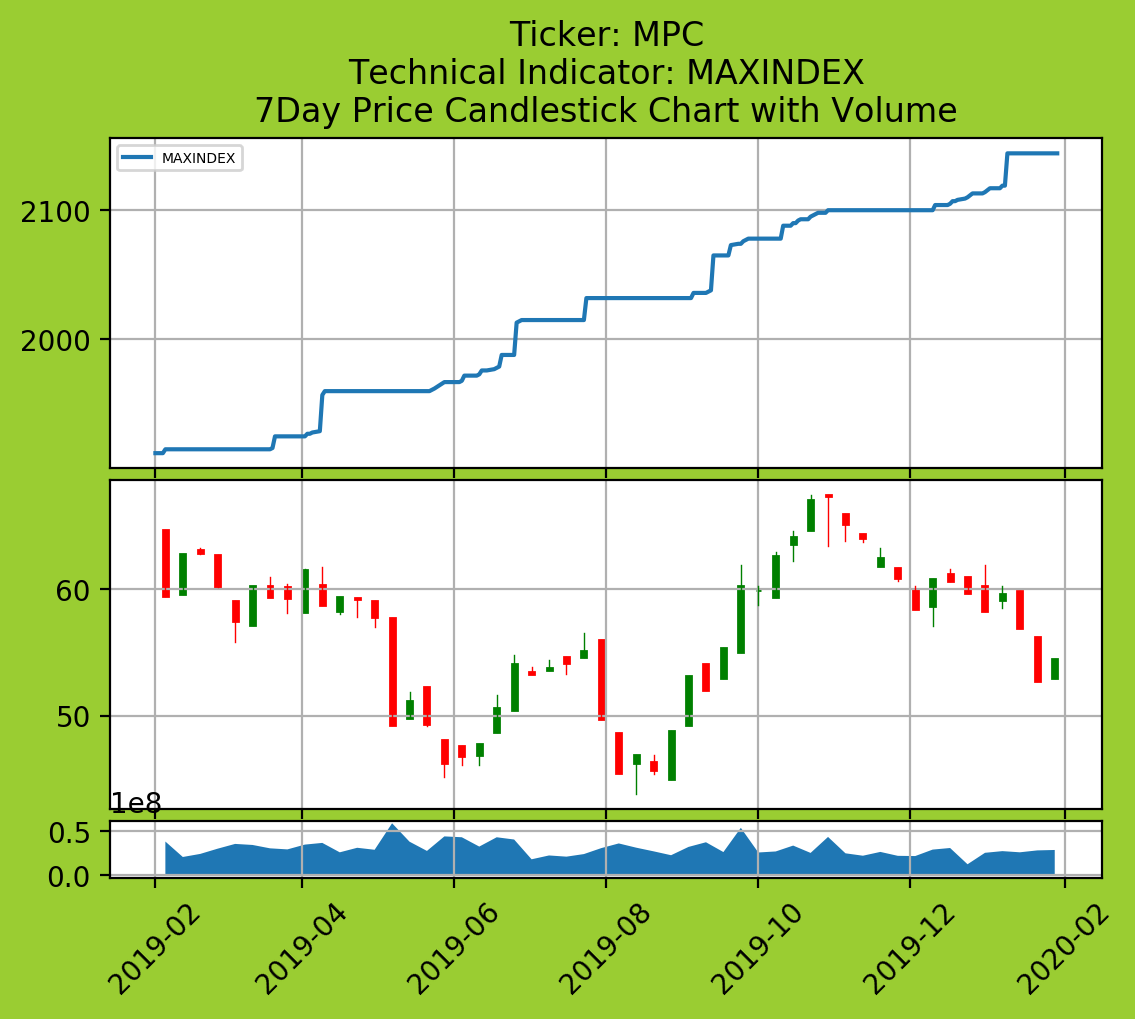 Ticker: MPC
Technical Indicator: MAXINDEX
7Day Price Candlestick Chart with Volume
MAXINDEX
2100
2000
60
50
1e8
0.5
0.0
2019-02
2019-04
2019-06
2019-08
2019-10
2019-12
2020-02